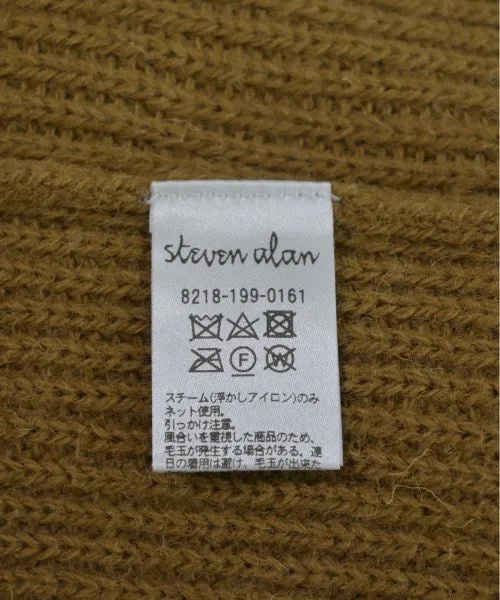 steven alan
8218-199-0161
F W
スチーム(浮かしアイロン)のみ
ネット使用。
引っかけ注意。
風合いを重視した商品のため、
毛玉が発生する場合がある。連
日の着用は避け、毛玉が出来た